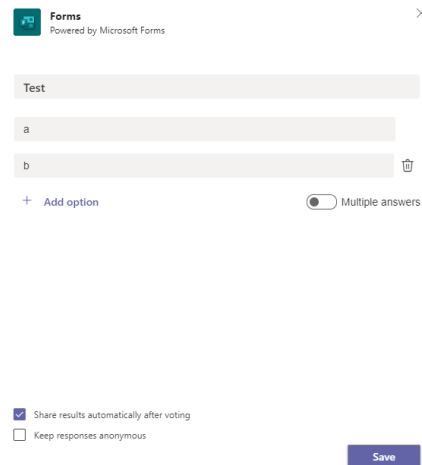 Forms
Powered by Microsoft Forms
Test
a
b
Add option
Multiple answers
Share results automatically after voting
Keep responses anonymous
Save